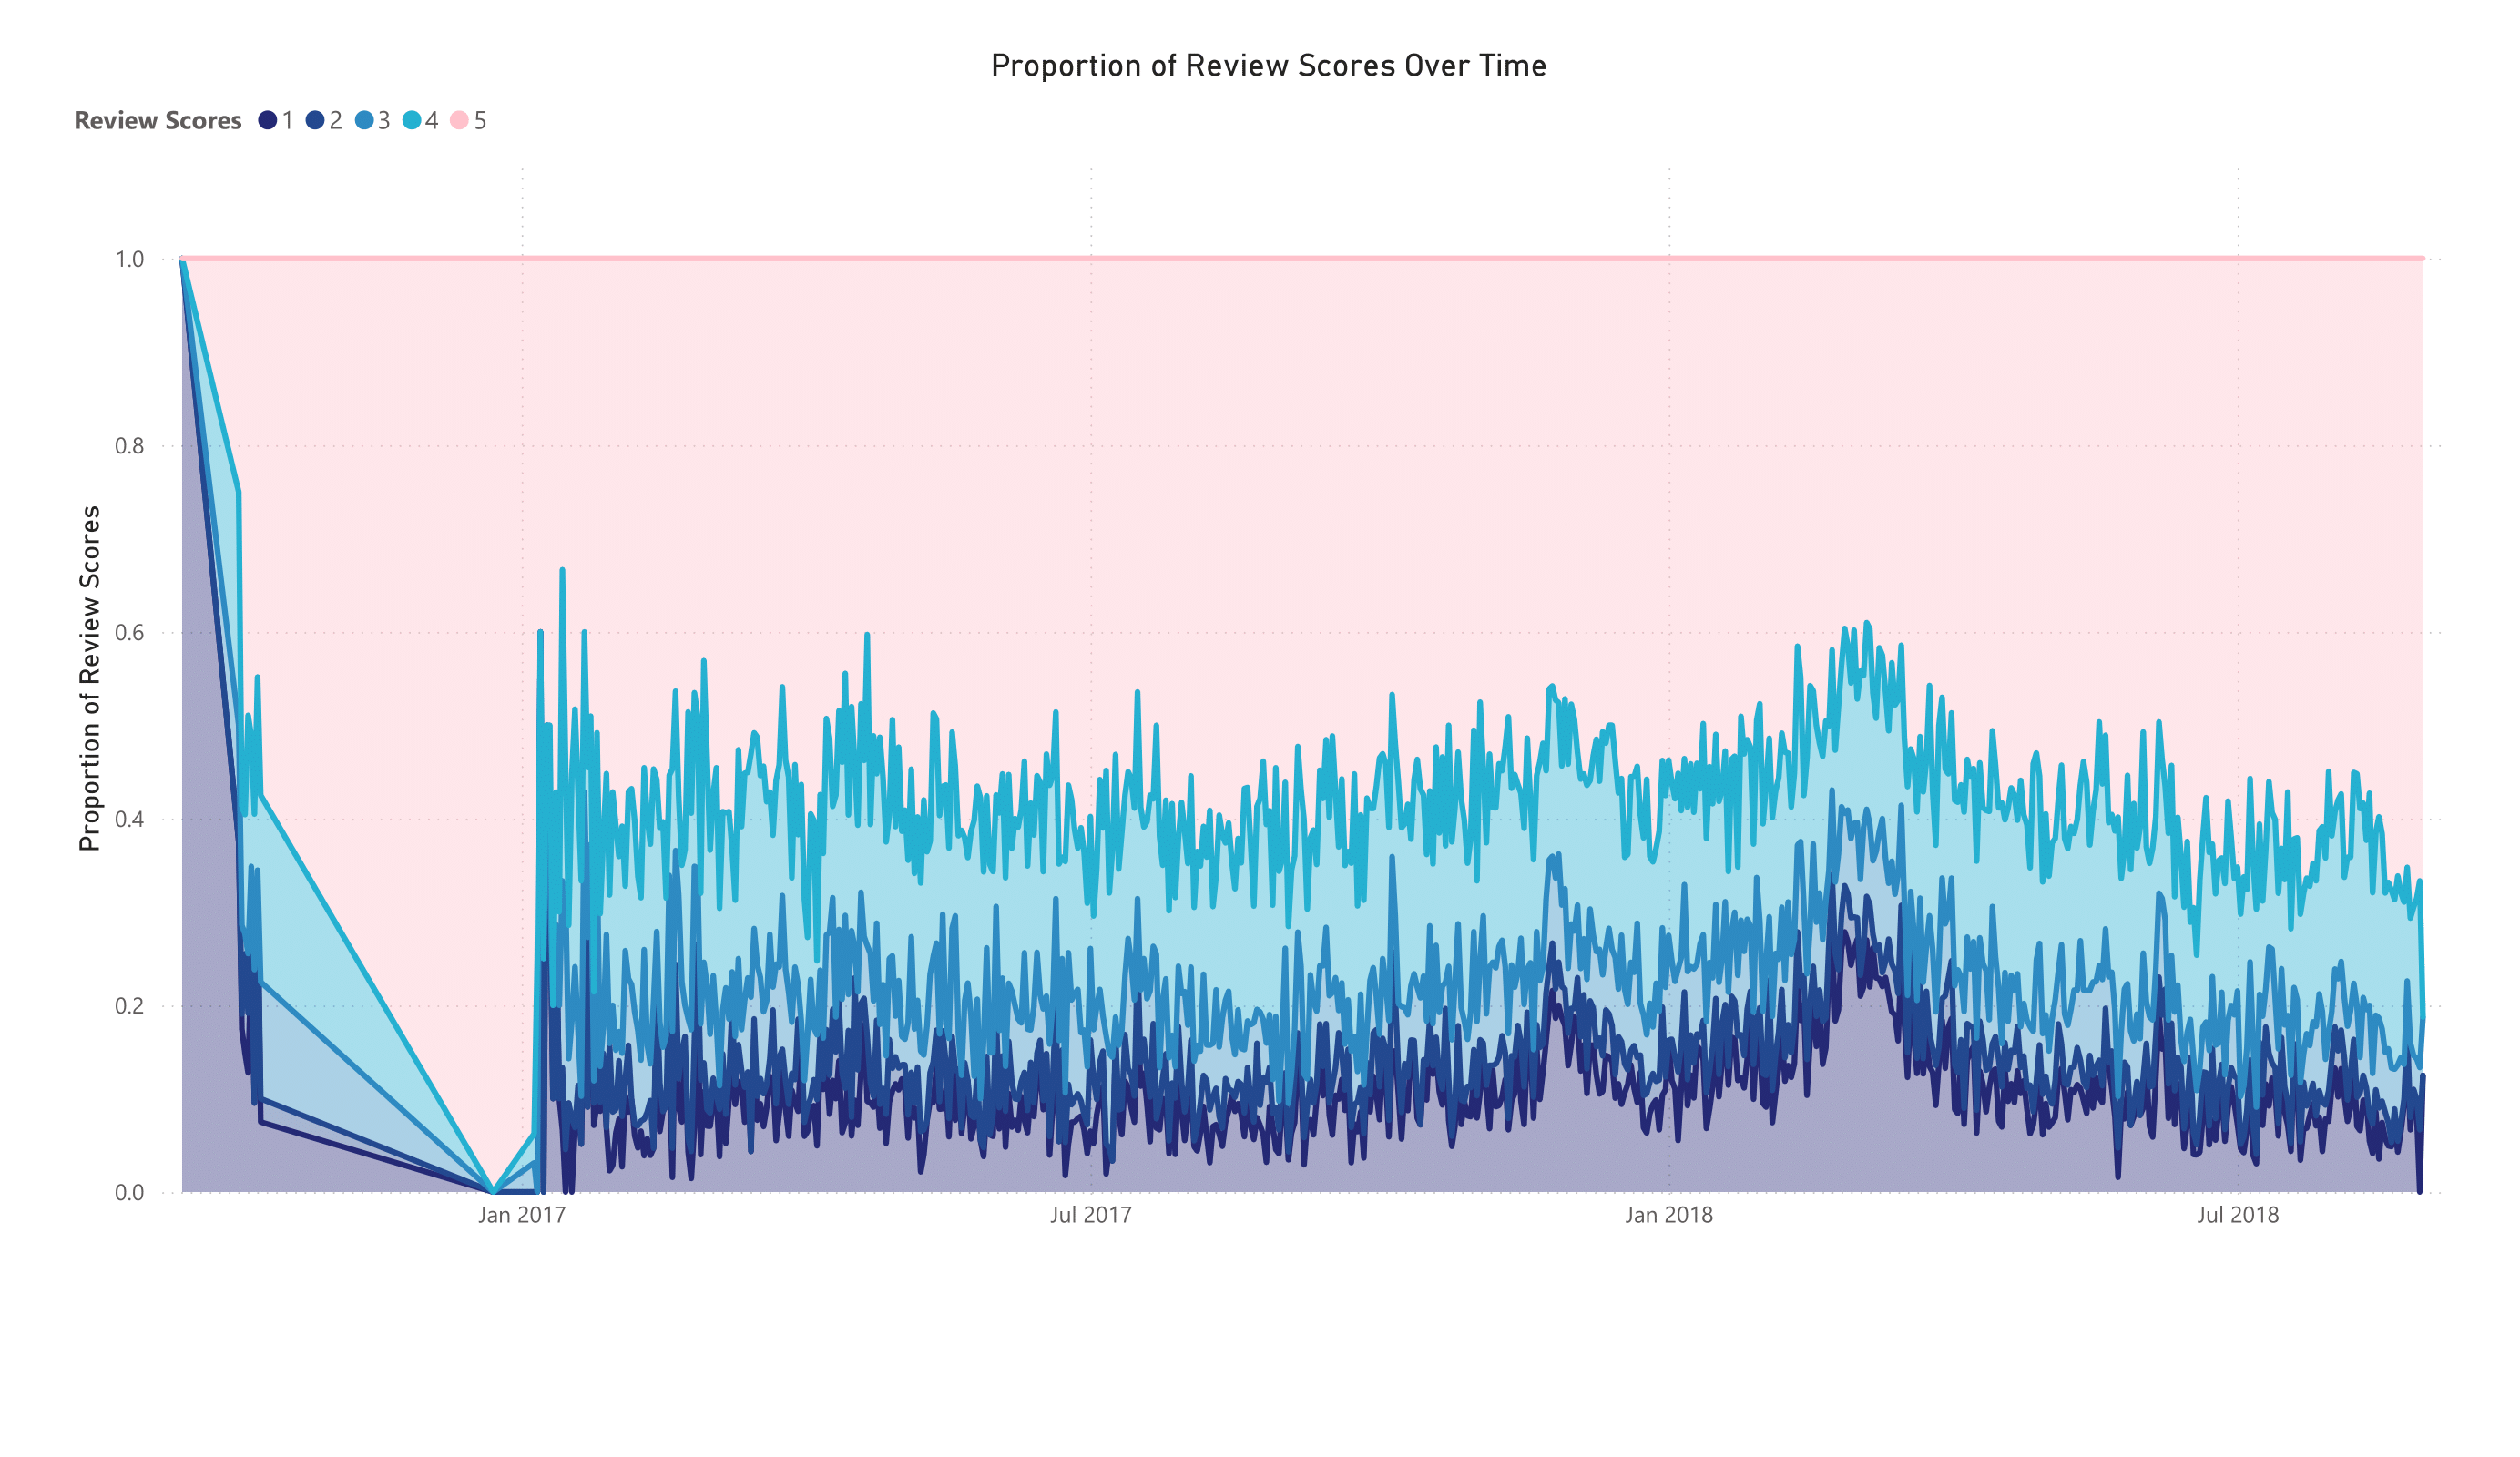 Proportion of Review Scores Over Time
Review Scores 1 2 3 4 5
Proportion of Review Scores
1.0
0.8
0.6
0.4
0.2
0.0
Jan 2017 Jul 2017 Jan 2018 Jul 2018